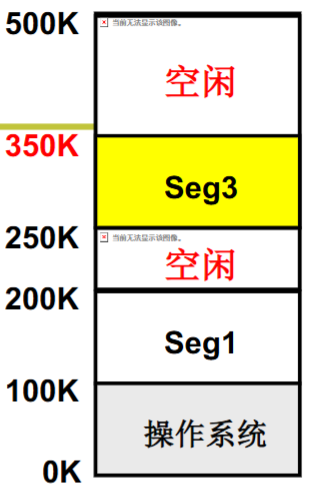 500K
当前无法显示该图像。
空闲
350K
Seg3
250K
当前无法显示该图像。
空闲
200K
Seg1
100K
操作系统
0K